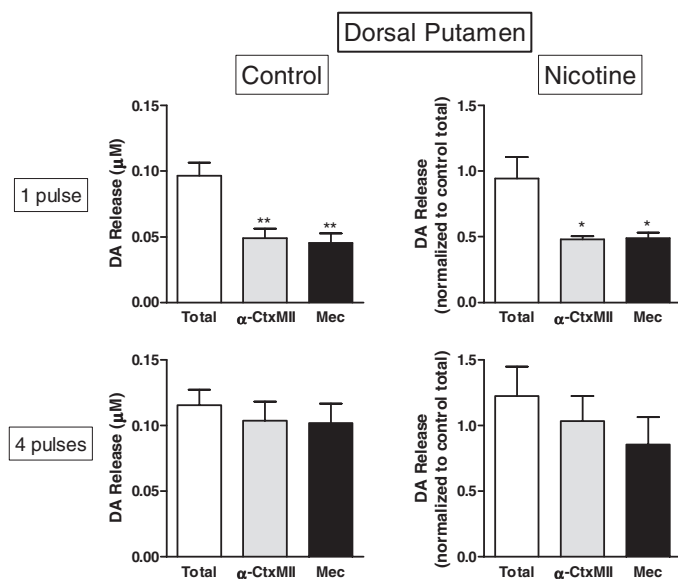 Dorsal Putamen
Control
Nicotine
1 pulse
DA Release (μM)
0.15
0.10
0.05
0.00
**
**
Total
α-CtxMII
Mec
DA Release
(normalized to control total)
1.5
1.0
0.5
0.0
*
*
Total
α-CtxMII
Mec
4 pulses
DA Release (μM)
0.15
0.10
0.05
0.00
Total
α-CtxMII
Mec
DA Release
(normalized to control total)
1.5
1.0
0.5
0.0
Total
α-CtxMII
Mec